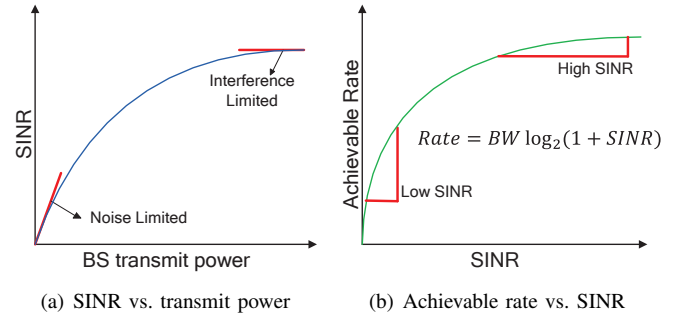 SINR
Interference
Limited
Noise Limited
BS transmit power
(a) SINR vs. transmit power
Achievable Rate
High SINR
Rate = BW log₂(1 + SINR)
Low SINR
SINR
(b) Achievable rate vs. SINR